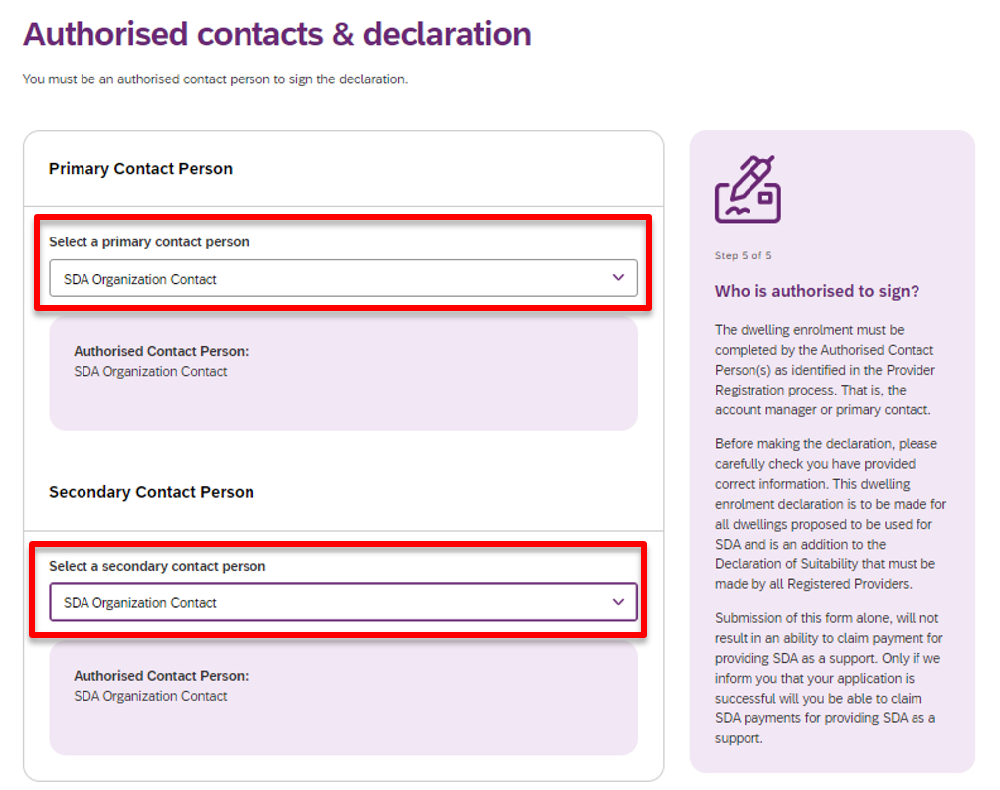 Authorised contacts & declaration
You must be an authorised contact person to sign the declaration.
Primary Contact Person
Select a primary contact person
SDA Organization Contact
Authorised Contact Person:
SDA Organization Contact
Secondary Contact Person
Select a secondary contact person
SDA Organization Contact
Authorised Contact Person:
SDA Organization Contact
Step 5 of 5
Who is authorised to sign?
The dwelling enrolment must be
completed by the Authorised Contact
Person(s) as identified in the Provider
Registration process. That is, the
account manager or primary contact.
Before making the declaration, please
carefully check you have provided
correct information. This dwelling
enrolment declaration is to be made for
all dwellings proposed to be used for
SDA and is an addition to the
Declaration of Suitability that must be
made by all Registered Providers.
Submission of this form alone, will not
result in an ability to claim payment for
providing SDA as a support. Only if we
inform you that your application is
successful will you be able to claim
SDA payments for providing SDA as a
support.